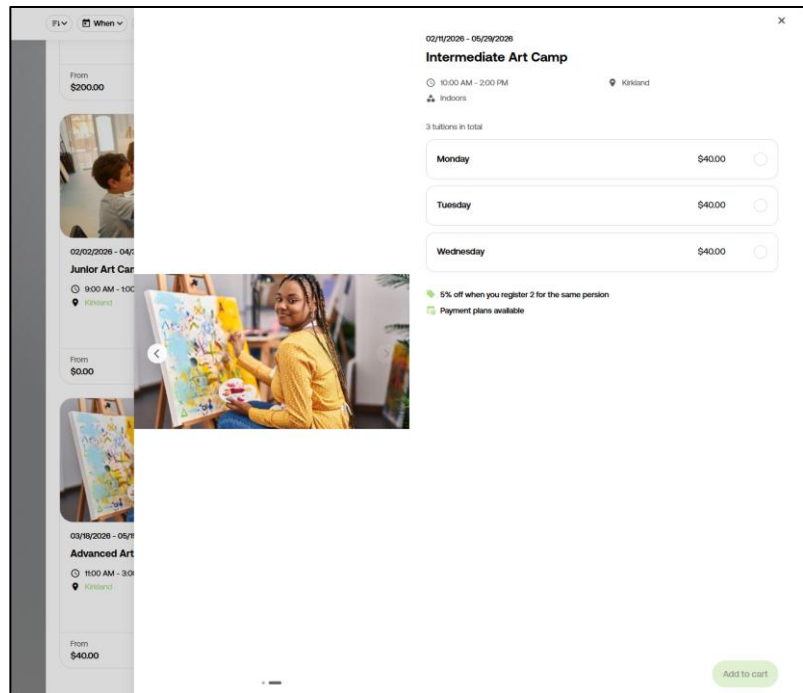 When
From
$200.00
02/02/2026 - 04/
Junior Art Car
9:00 AM - 1:00
Kirkland
From
$0.00
03/18/2026 - 05/1
Advanced Art
11:00 AM - 3:00
Kirkland
From
$40.00
02/11/2026 - 05/29/2026
Intermediate Art Camp
10:00 AM - 2:00 PM
Kirkland
Indoors
3 tuitions in total
Monday $40.00
Tuesday $40.00
Wednesday $40.00
5% off when you register 2 for the same persion
Payment plans available
Add to cart